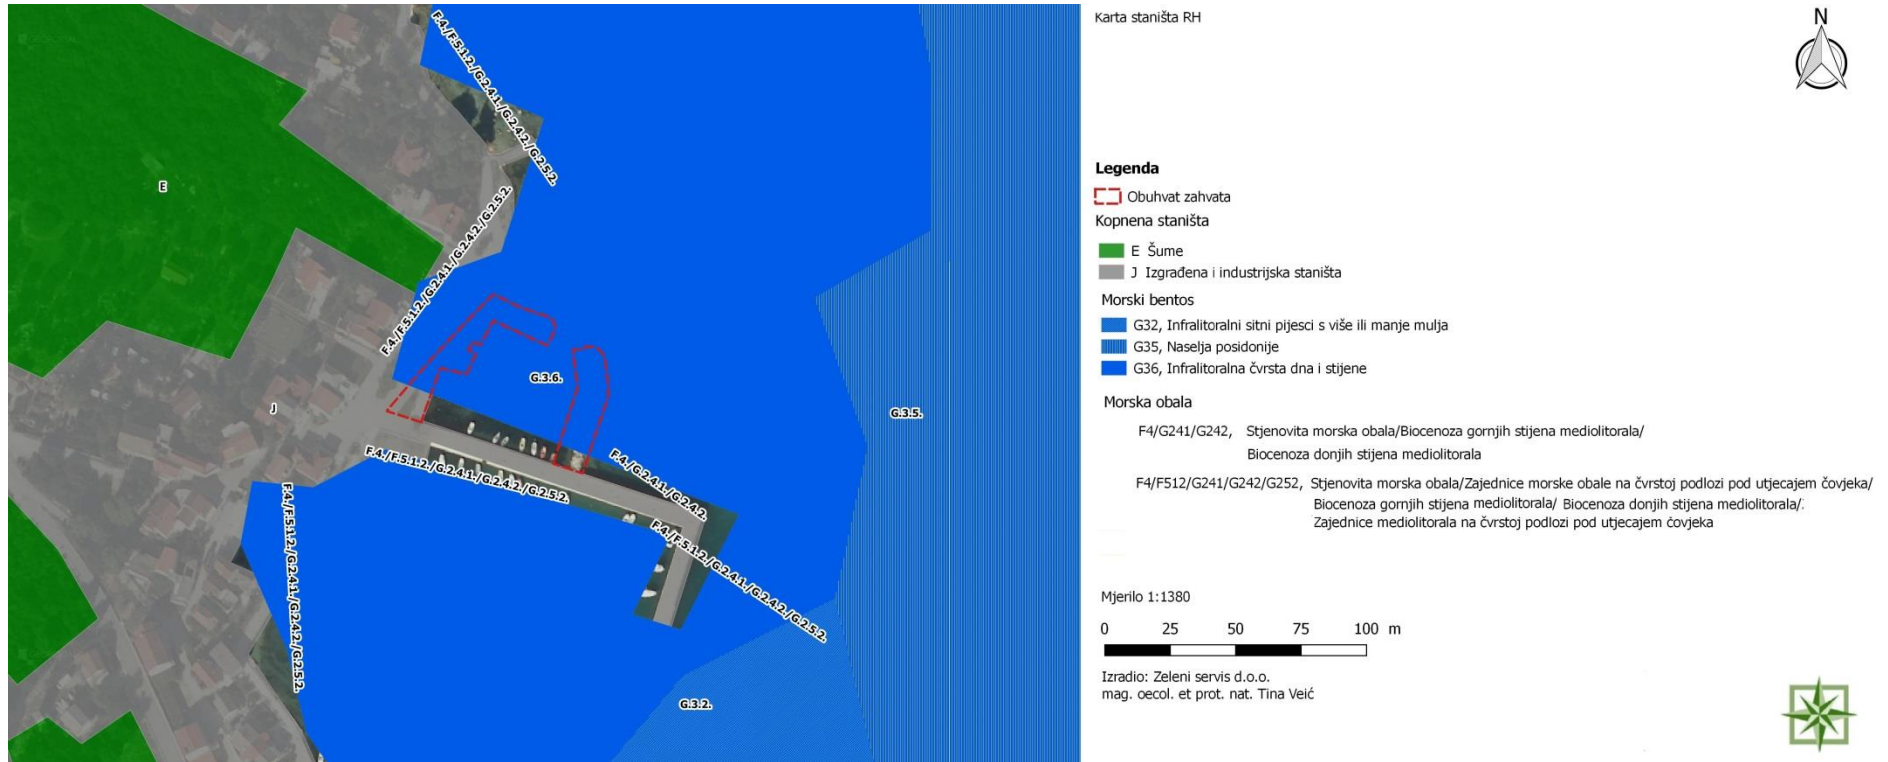 F.4./F.5.1.2./G.2.4.1./G.2.4.2./G.2.5.2.
E
F.4./F.5.1.2./G.2.4.1./G.2.4.2./G.2.5.2.
G.3.6.
J
G.3.5.
F.4./F.5.1.2./G.2.4.1./G.2.4.2./G.2.5.2.
F.4./G.2.4.1./G.2.4.2.
F.4./F.5.1.2./G.2.4.1./G.2.4.2./G.2.5.2.
F.4./F.5.1.2./G.2.4.1./G.2.4.2./G.2.5.2.
G.3.2.
Karta staništa RH
N
Legenda
Obuhvat zahvata
Kopnena staništa
E Šume
J Izgrađena i industrijska staništa
Morski bentos
G32, Infralitoralni sitni pijesci s više ili manje mulja
G35, Naselja posidonije
G36, Infralitoralna čvrsta dna i stijene
Morska obala
F4/G241/G242, Stjenovita morska obala/Biocenoza gornjih stijena mediolitorala/
Biocenoza donjih stijena mediolitorala
F4/F512/G241/G242/G252, Stjenovita morska obala/Zajednice morske obale na čvrstoj podlozi pod utjecajem čovjeka/
Biocenoza gornjih stijena mediolitorala/ Biocenoza donjih stijena mediolitorala/
Zajednice mediolitorala na čvrstoj podlozi pod utjecajem čovjeka
Mjerilo 1:1380
0 25 50 75 100 m
Izradio: Zeleni servis d.o.o.
mag. oecol. et prot. nat. Tina Veić